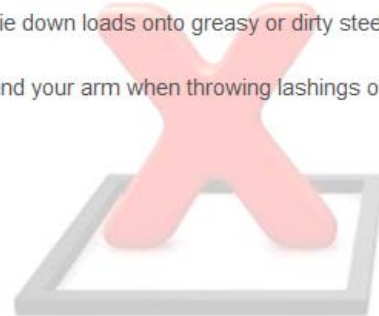 ie down loads onto greasy or dirty stee
nd your arm when throwing lashings o